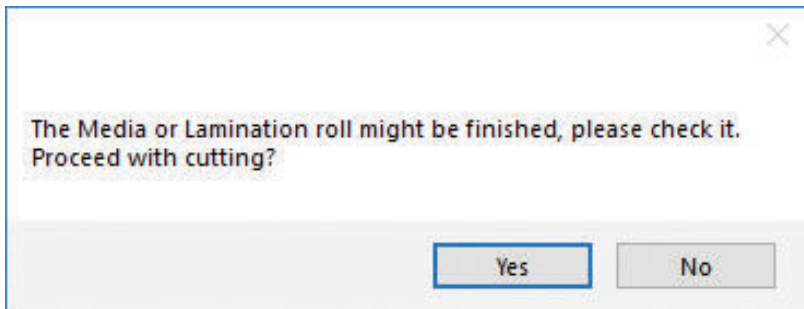 The Media or Lamination roll might be finished, please check it.
Proceed with cutting?
Yes No